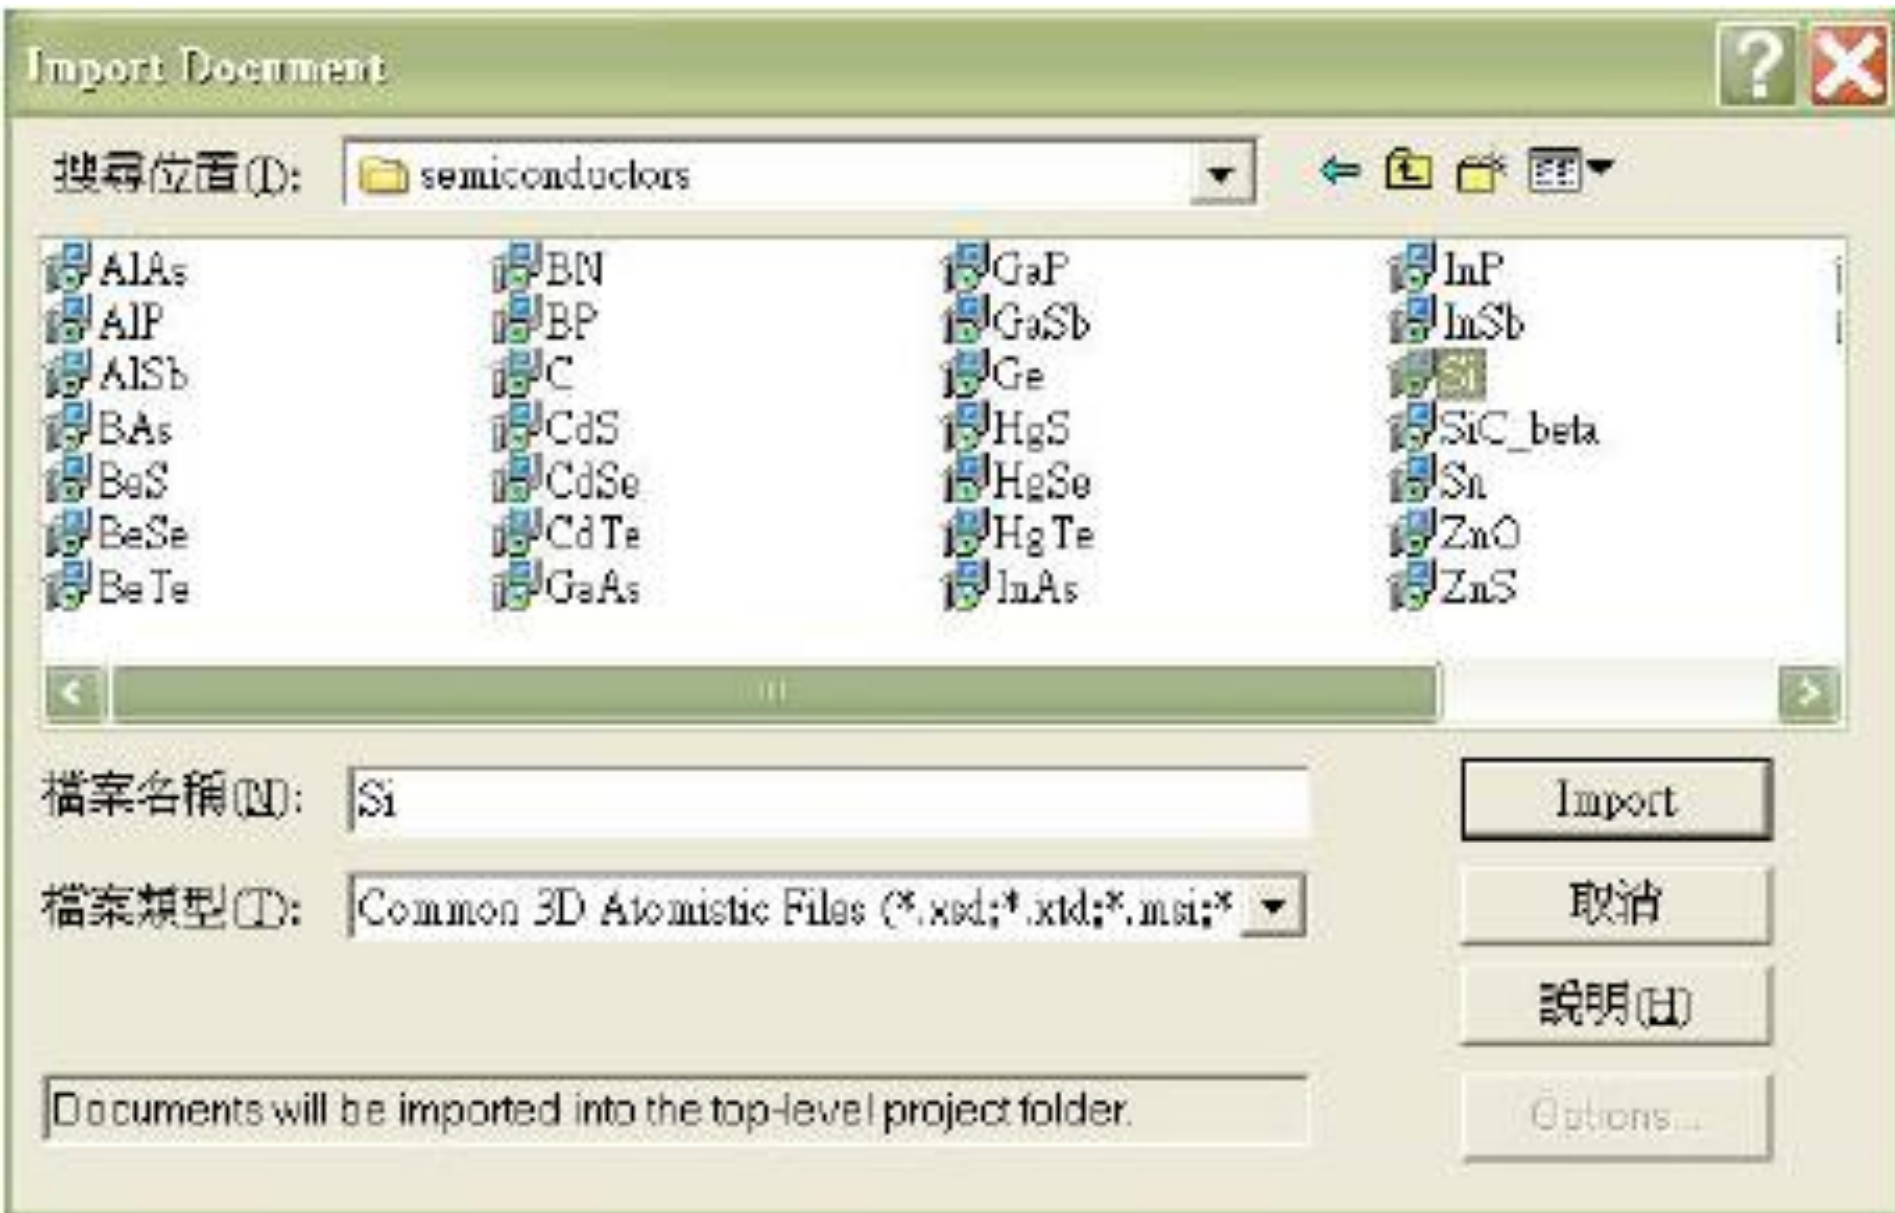 Import Document
搜尋位置(I): semiconductors
AlAs BN GaP InP
AlP BP GaSb InSb
AlSb C Ge Si
BAs CdS HgS SiC_beta
BeS CdSe HgSe Sn
BeSe CdTe HgTe ZnO
BeTe GaAs InAs ZnS
檔案名稱(N): Si Import
檔案類型(T): Common 3D Atomistic Files (*.xsd;*.xtd;*.msi;* 取消
說明(H)
Documents will be imported into the top-level project folder. Options...